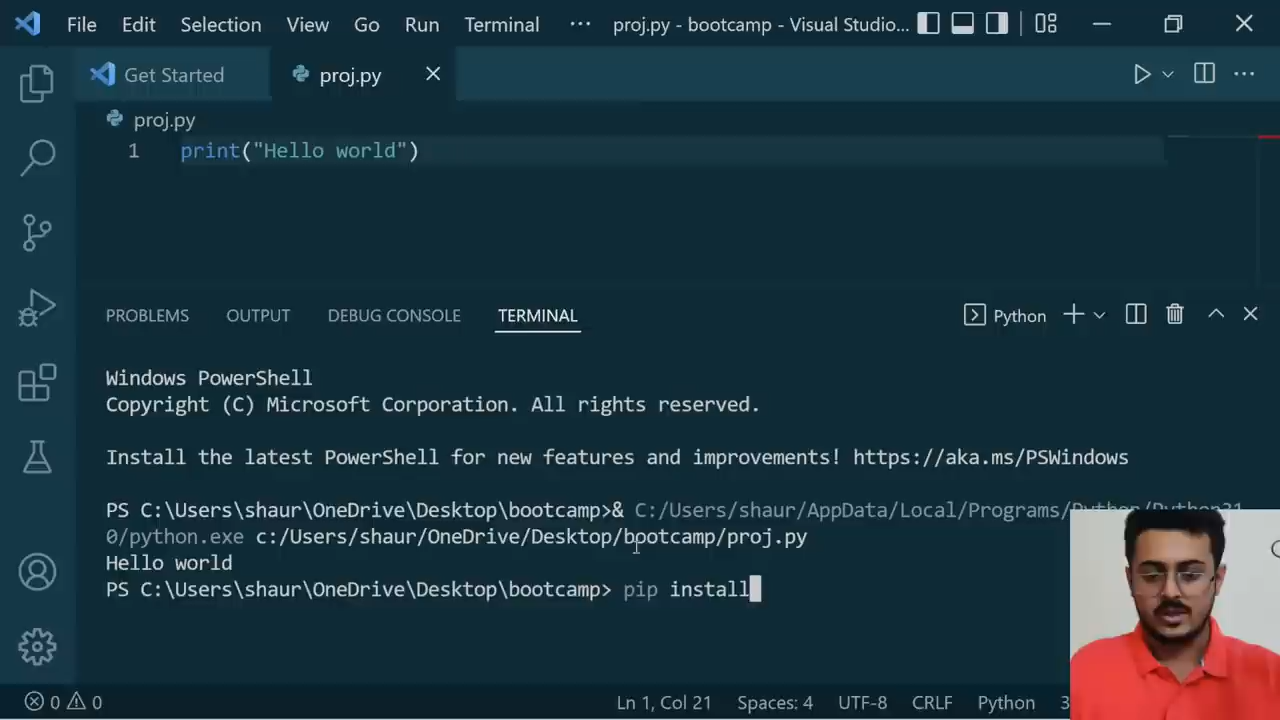 File Edit Selection View Go Run Terminal ··· proj.py - bootcamp - Visual Studio...
Get Started proj.py
proj.py
1 print("Hello world")
PROBLEMS OUTPUT DEBUG CONSOLE TERMINAL Python
Windows PowerShell
Copyright (C) Microsoft Corporation. All rights reserved.
Install the latest PowerShell for new features and improvements! https://aka.ms/PSWindows
PS C:\Users\shaur\OneDrive\Desktop\bootcamp>& C:/Users/shaur/AppData/Local/Programs/Python/Python31
0/python.exe c:/Users/shaur/OneDrive/Desktop/bootcamp/proj.py
Hello world
PS C:\Users\shaur\OneDrive\Desktop\bootcamp> pip install
0 0 Ln 1, Col 21 Spaces: 4 UTF-8 CRLF Python